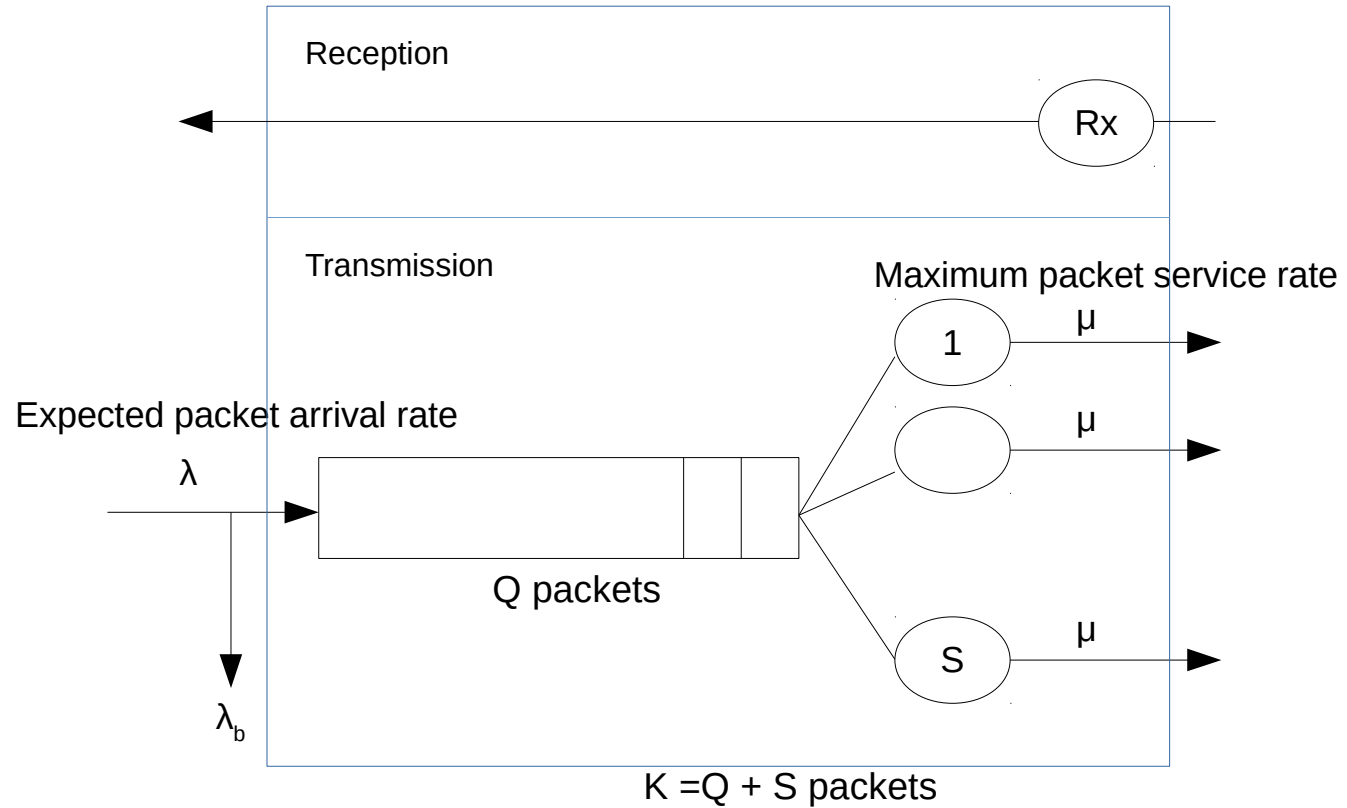 Reception
Rx
Transmission
Maximum packet service rate
μ
1
Expected packet arrival rate
μ
λ
Q packets
μ
S
λb
K =Q + S packets